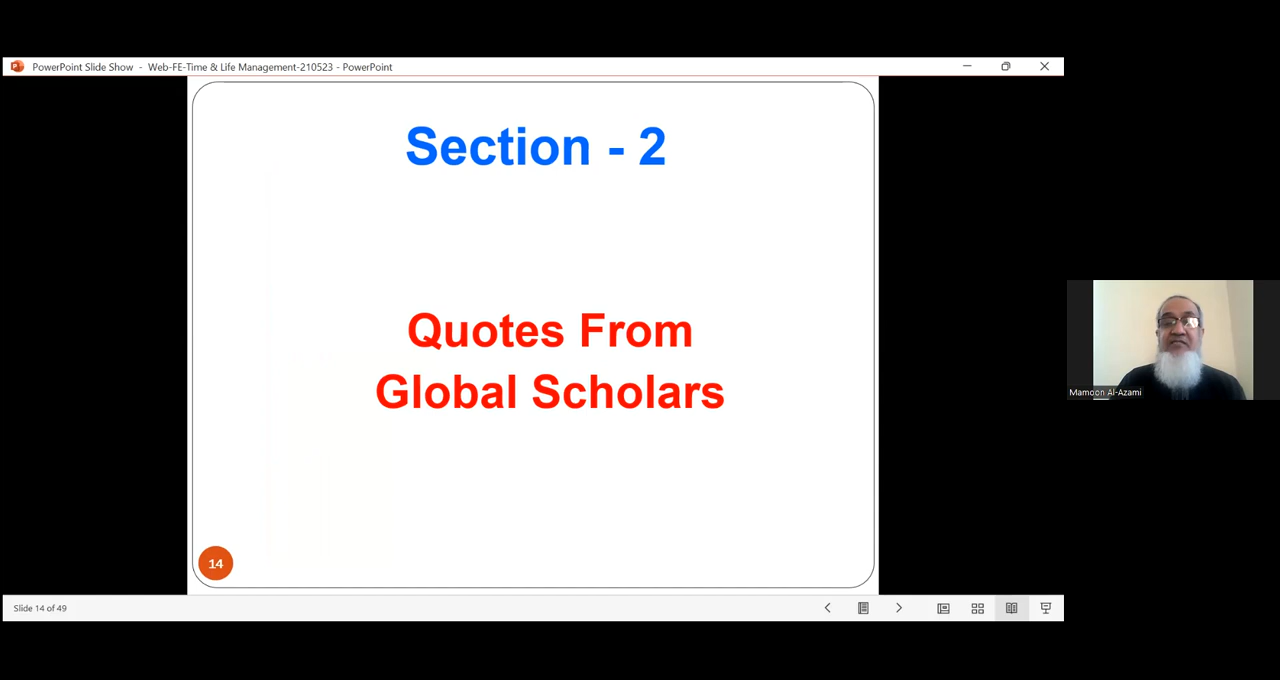 PowerPoint Slide Show - Web-FE-Time & Life Management-210523 - PowerPoint
Section - 2
Quotes From
Global Scholars
Mamoon Al-Azami
14
Slide 14 of 49